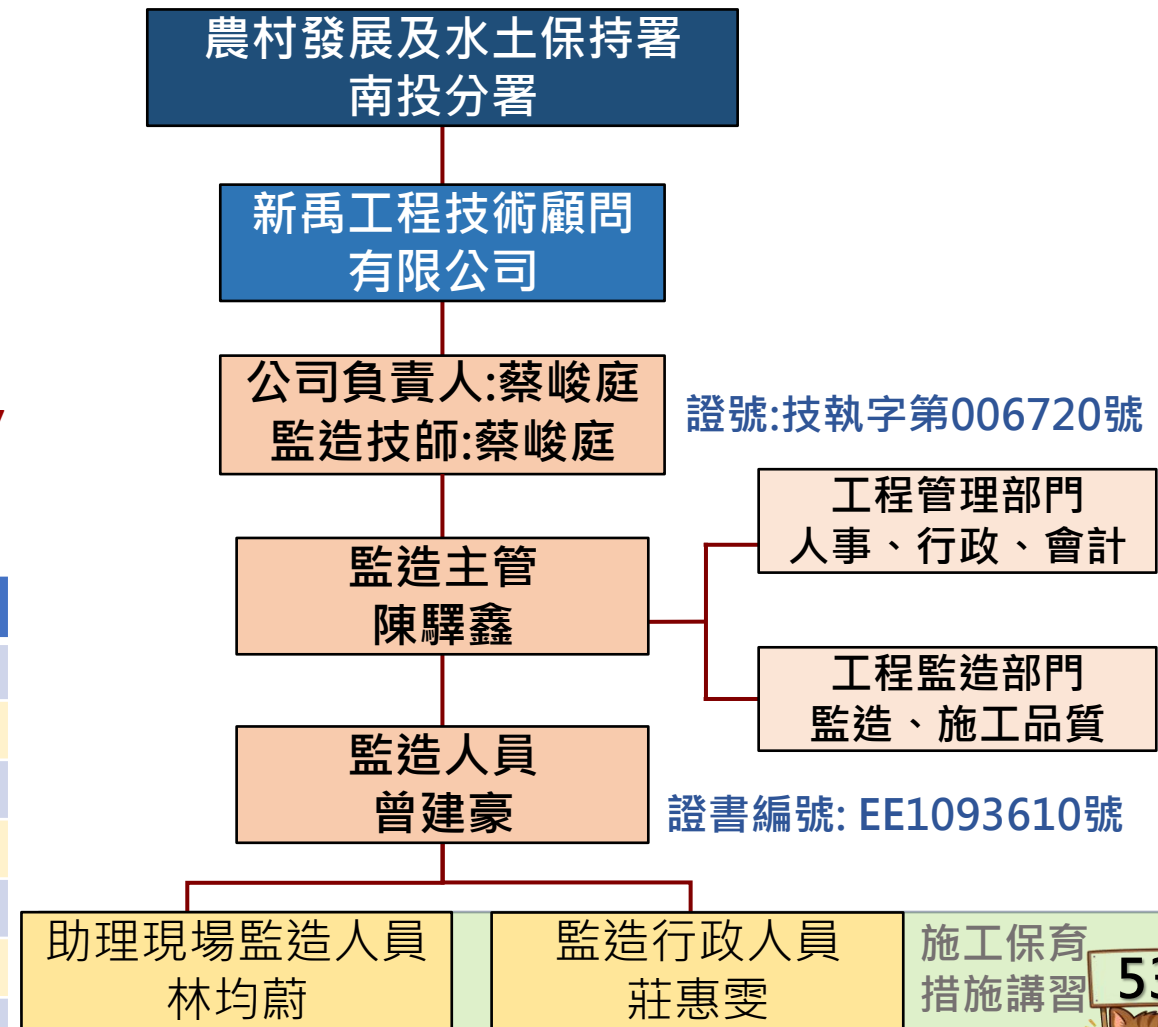 農村發展及水土保持署
南投分署
新禹工程技術顧問
有限公司
公司負責人:蔡峻庭
監造技師:蔡峻庭
證號:技執字第006720號
工程管理部門
人事、行政、會計
監造主管
陳驛鑫
工程監造部門
監造、施工品質
監造人員
曾建豪
證書編號: EE1093610號
助理現場監造人員
林均蔚
監造行政人員
莊惠雯
施工保育
措施講習
53